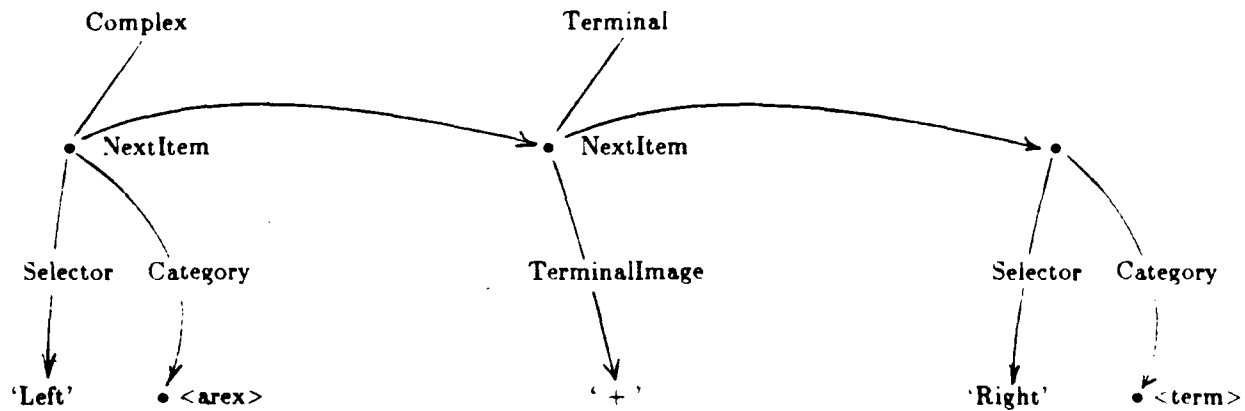 Complex Terminal
NextItem NextItem
Selector Category TerminalImage Selector Category
'Left' <arex> ' + ' 'Right' <term>